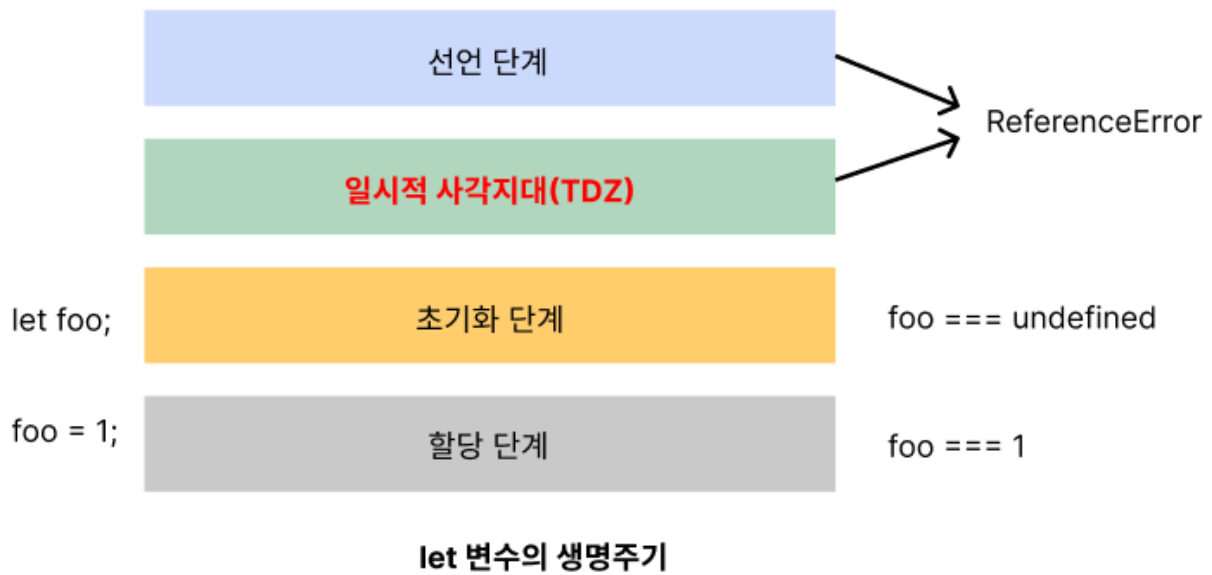 선언 단계
ReferenceError
일시적 사각지대(TDZ)
let foo;
초기화 단계
foo === undefined
foo = 1;
할당 단계
foo === 1
let 변수의 생명주기